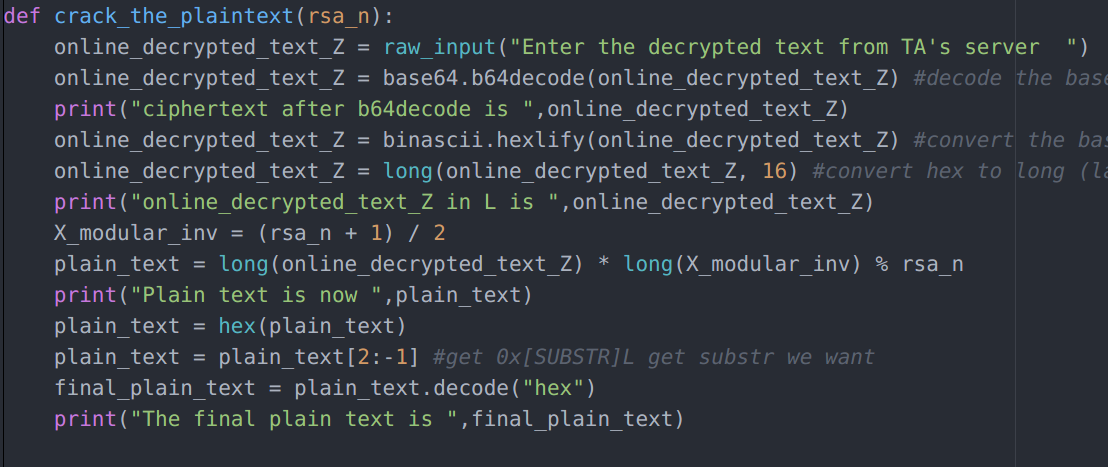 def crack_the_plaintext(rsa_n):
    online_decrypted_text_Z = raw_input("Enter the decrypted text from TA's server  ")
    online_decrypted_text_Z = base64.b64decode(online_decrypted_text_Z) #decode the base
    print("ciphertext after b64decode is ",online_decrypted_text_Z)
    online_decrypted_text_Z = binascii.hexlify(online_decrypted_text_Z) #convert the bas
    online_decrypted_text_Z = long(online_decrypted_text_Z, 16) #convert hex to long (la
    print("online_decrypted_text_Z in L is ",online_decrypted_text_Z)
    X_modular_inv = (rsa_n + 1) / 2
    plain_text = long(online_decrypted_text_Z) * long(X_modular_inv) % rsa_n
    print("Plain text is now ",plain_text)
    plain_text = hex(plain_text)
    plain_text = plain_text[2:-1] #get 0x[SUBSTR]L get substr we want
    final_plain_text = plain_text.decode("hex")
    print("The final plain text is ",final_plain_text)